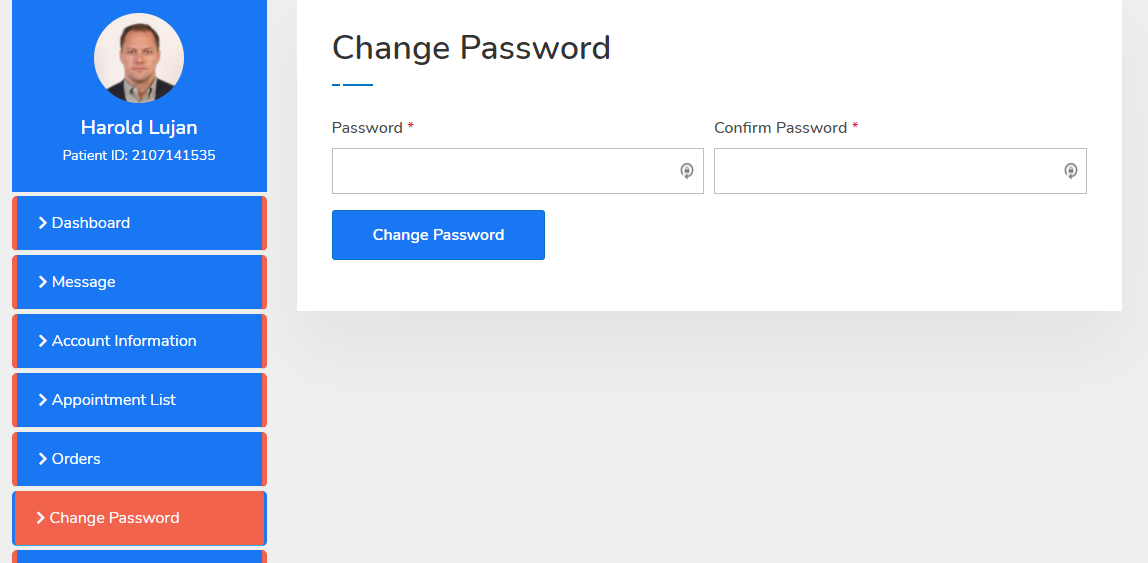 Harold Lujan
Patient ID: 2107141535
Dashboard
Message
Account Information
Appointment List
Orders
Change Password
Change Password
Password *
Confirm Password *
Change Password